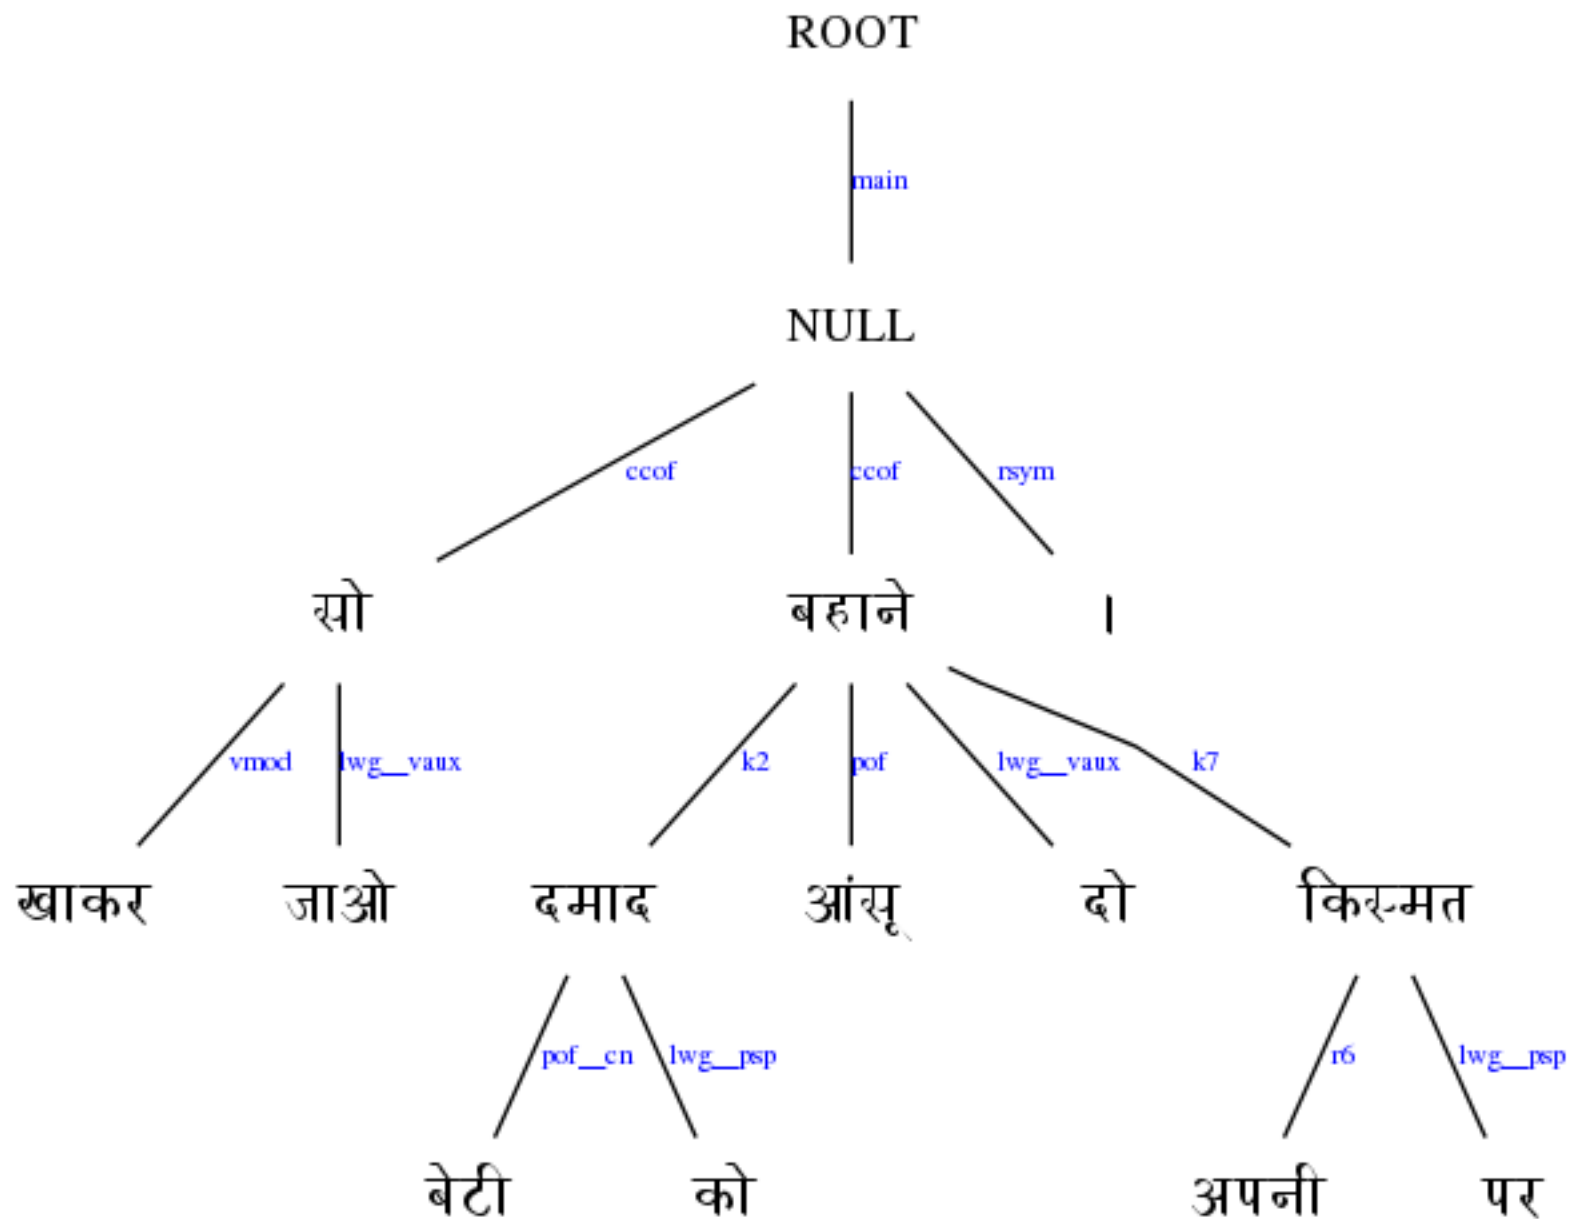 ROOT
main
NULL
ccof ccof rsym
सो बहाने ।
vmod lwg__vaux k2 pof lwg__vaux k7
खाकर जाओ दमाद आंसू दो किस्मत
pof__cn lwg__psp r6 lwg__psp
बेटी को अपनी पर